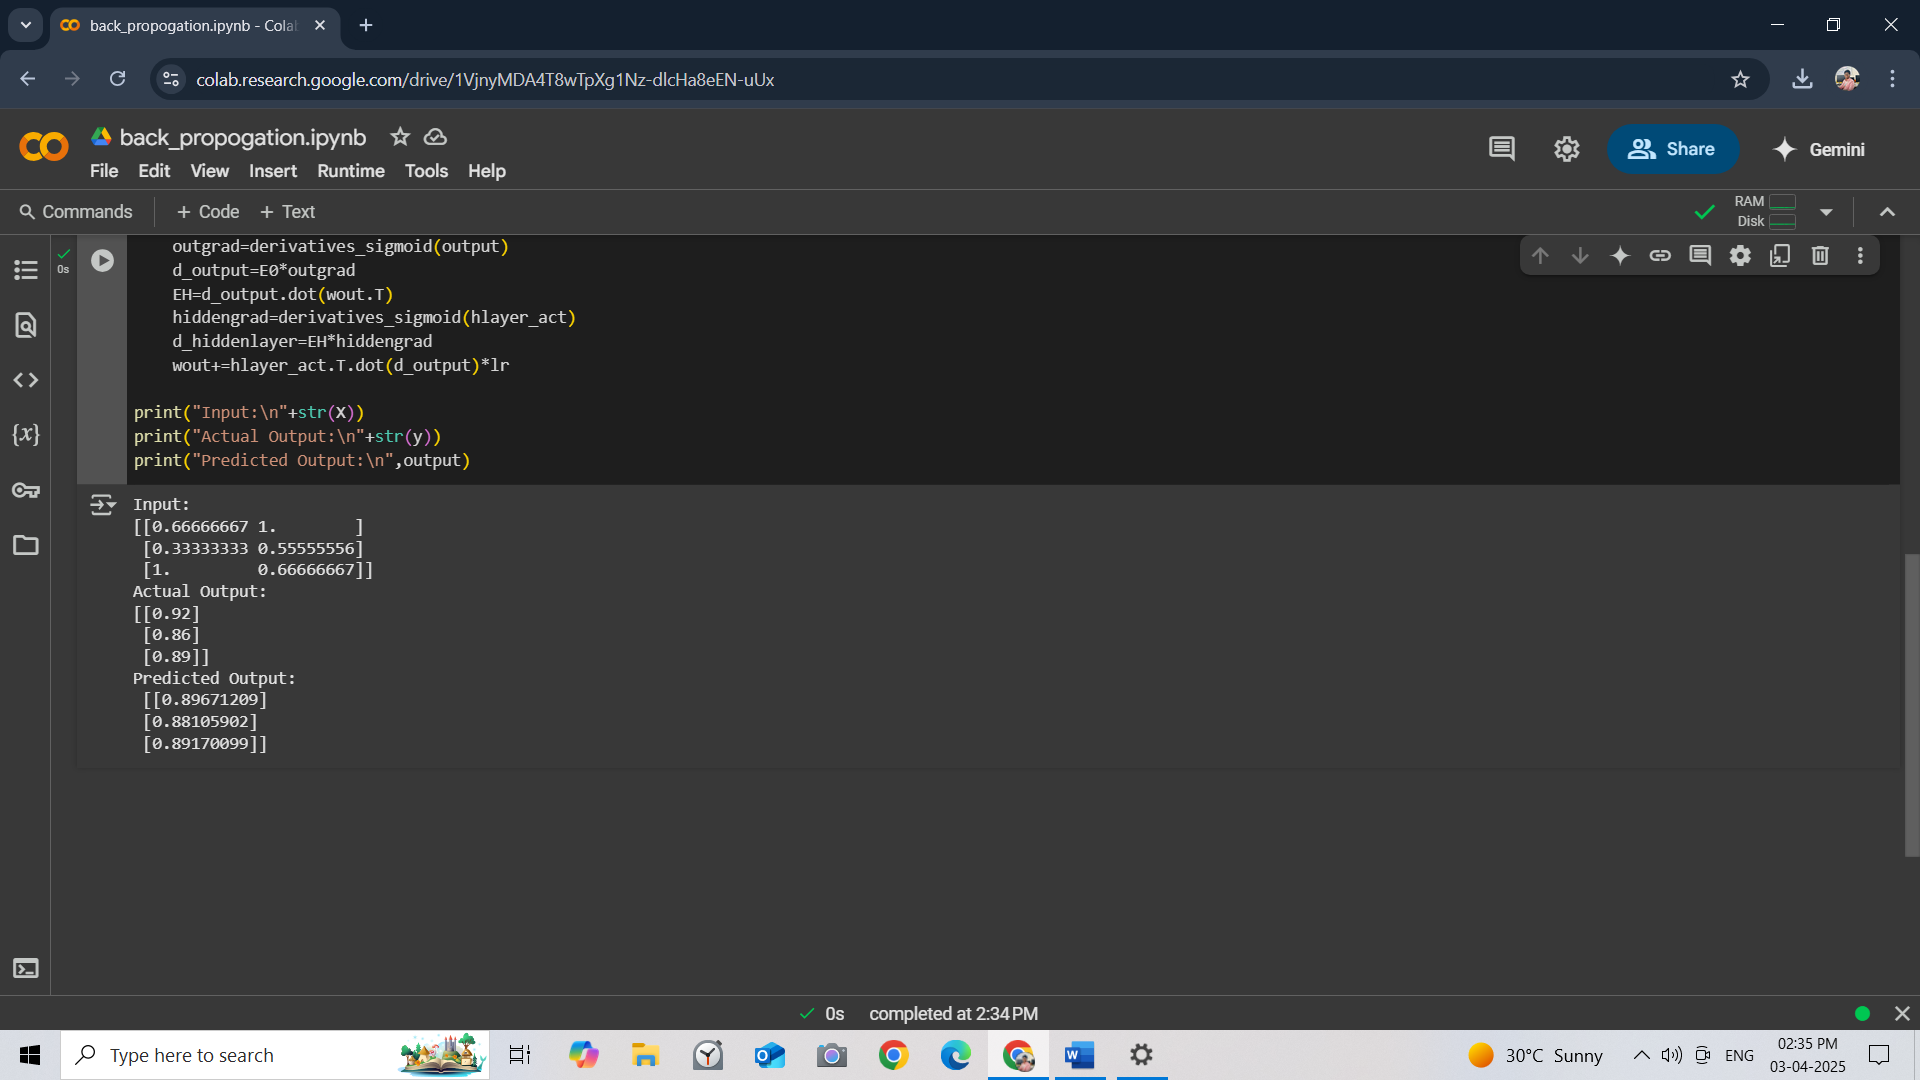 back_propogation.ipynb - Cola
colab.research.google.com/drive/1VjnyMDA4T8wTpXg1Nz-dlcHa8eEN-uUx
back_propogation.ipynb
File Edit View Insert Runtime Tools Help
Share
Gemini
Commands + Code + Text
RAM
Disk
0s
outgrad=derivatives_sigmoid(output)
d_output=E0*outgrad
EH=d_output.dot(wout.T)
hiddengrad=derivatives_sigmoid(hlayer_act)
d_hiddenlayer=EH*hiddengrad
wout+=hlayer_act.T.dot(d_output)*lr
print("Input:\n"+str(X))
print("Actual Output:\n"+str(y))
print("Predicted Output:\n",output)
Input:
[[0.66666667 1.        ]
[0.33333333 0.55555556]
[1.         0.66666667]]
Actual Output:
[[0.92]
[0.86]
[0.89]]
Predicted Output:
[[0.89671209]
[0.88105902]
[0.89170099]]
0s completed at 2:34 PM
Type here to search
30°C Sunny
ENG
02:35 PM
03-04-2025